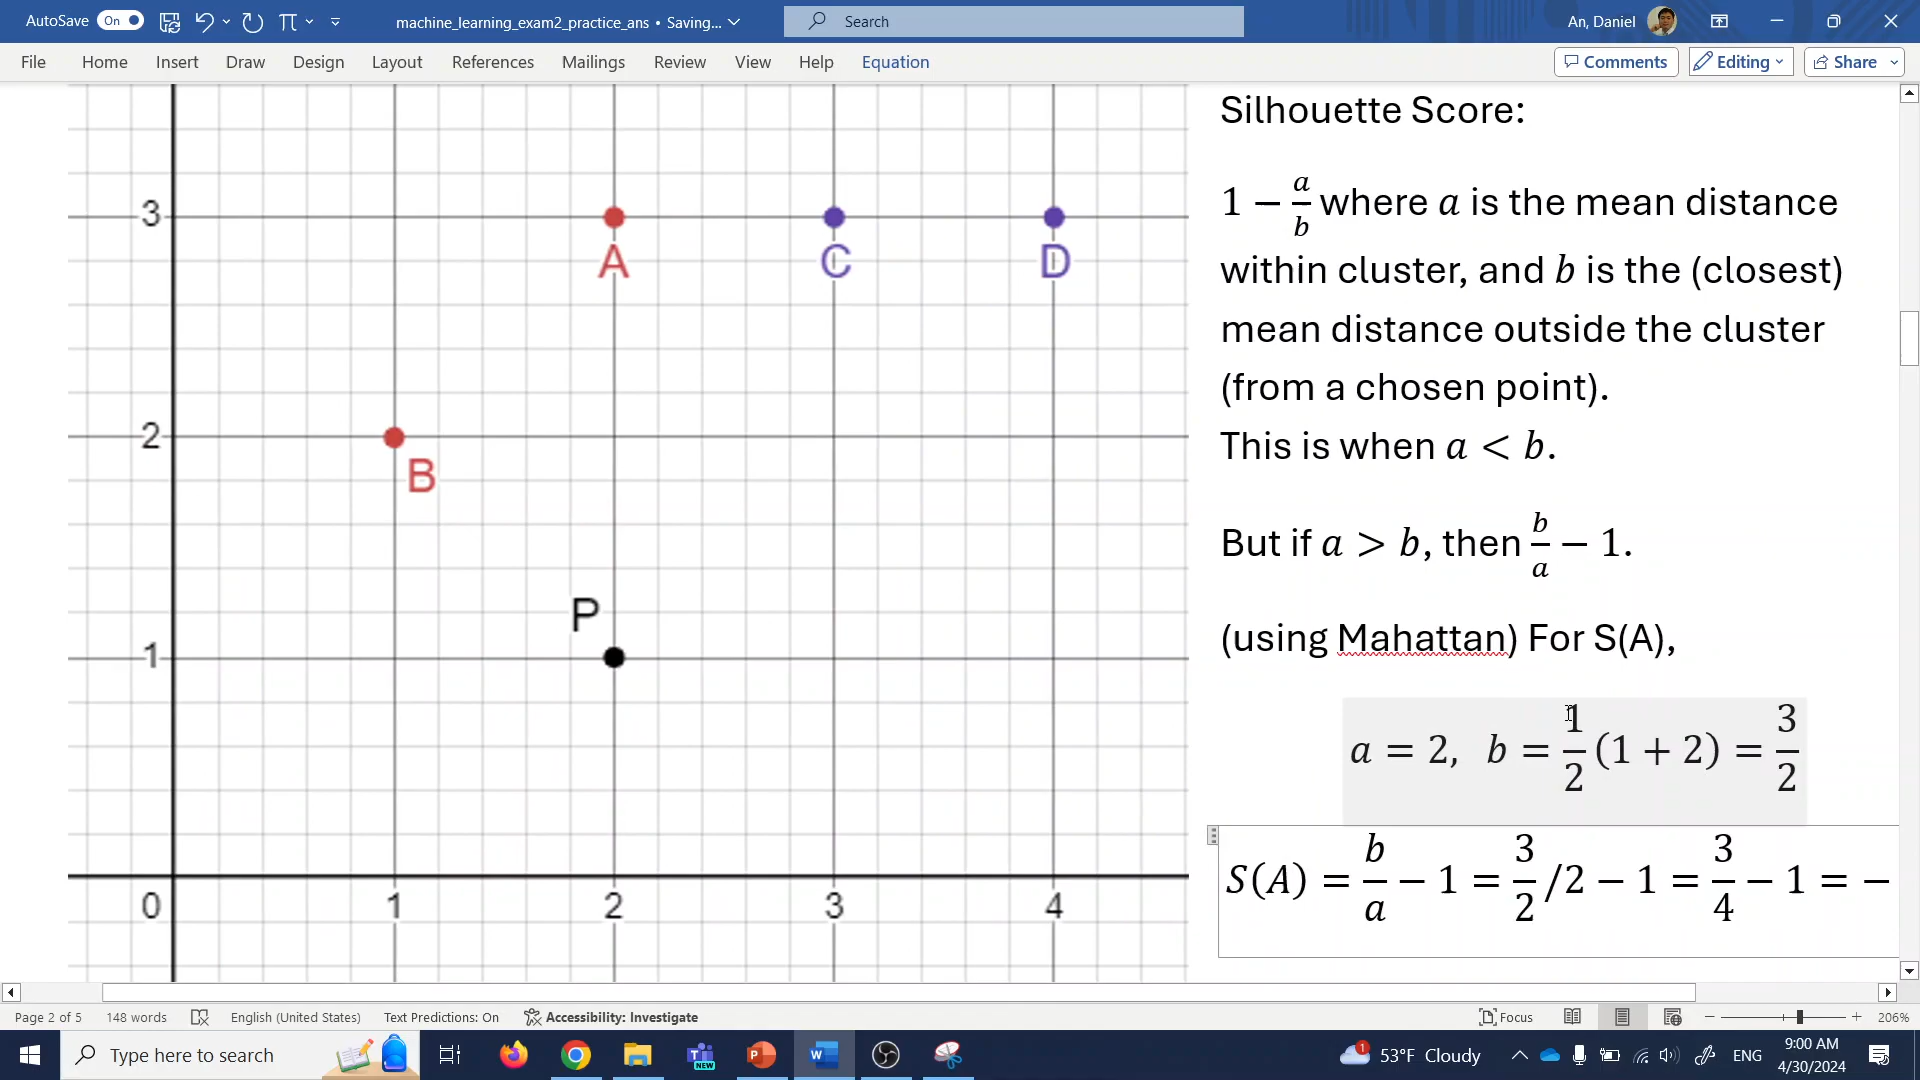 AutoSave On machine_learning_exam2_practice_ans • Saving... Search An, Daniel
File Home Insert Draw Design Layout References Mailings Review View Help Equation Comments Editing Share
Silhouette Score:
1 − a/b where a is the mean distance
within cluster, and b is the (closest)
mean distance outside the cluster
(from a chosen point).
This is when a < b.
But if a > b, then b/a − 1.
(using Mahattan) For S(A),
a = 2, b = 1/2 (1 + 2) = 3/2
S(A) = b/a − 1 = 3/2 /2 − 1 = 3/4 − 1 = −
3
A C D
2
B
P
1
0 1 2 3 4
Page 2 of 5 148 words English (United States) Text Predictions: On Accessibility: Investigate Focus 206%
Type here to search NEW 1 53°F Cloudy ENG 9:00 AM
4/30/2024